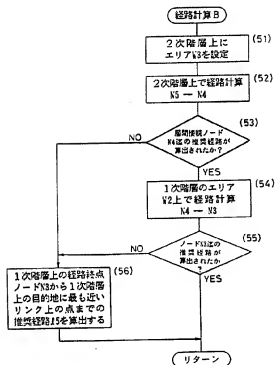 経路計算B
(51)
2次階層上に
エリアW3を設定
(52)
2次階層上で経路計算
N5 — N4
(53)
層間接続ノード
N4迄の推奨経路が
算出されたか?
NO
YES
(54)
1次階層のエリア
W2上で経路計算
N4 — N3
(55)
ノードN3迄の
推奨経路が
算出されたか
?
NO
YES
(56)
1次階層上の経路終点
ノードN3から1次階層
上の目的地に最も近い
リンク上の点までの
推奨経路ℓ5を算出する
リターン